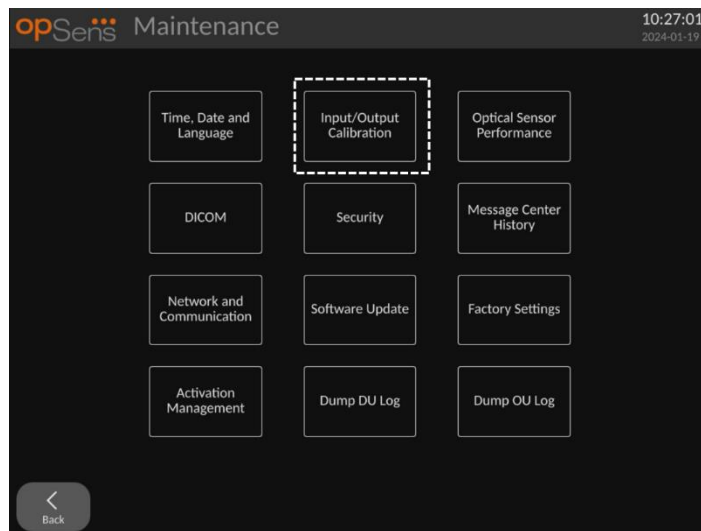 opSens Maintenance
10:27:01
2024-01-19
Time, Date and
Language
Input/Output
Calibration
Optical Sensor
Performance
DICOM
Security
Message Center
History
Network and
Communication
Software Update
Factory Settings
Activation
Management
Dump DU Log
Dump OU Log
Back